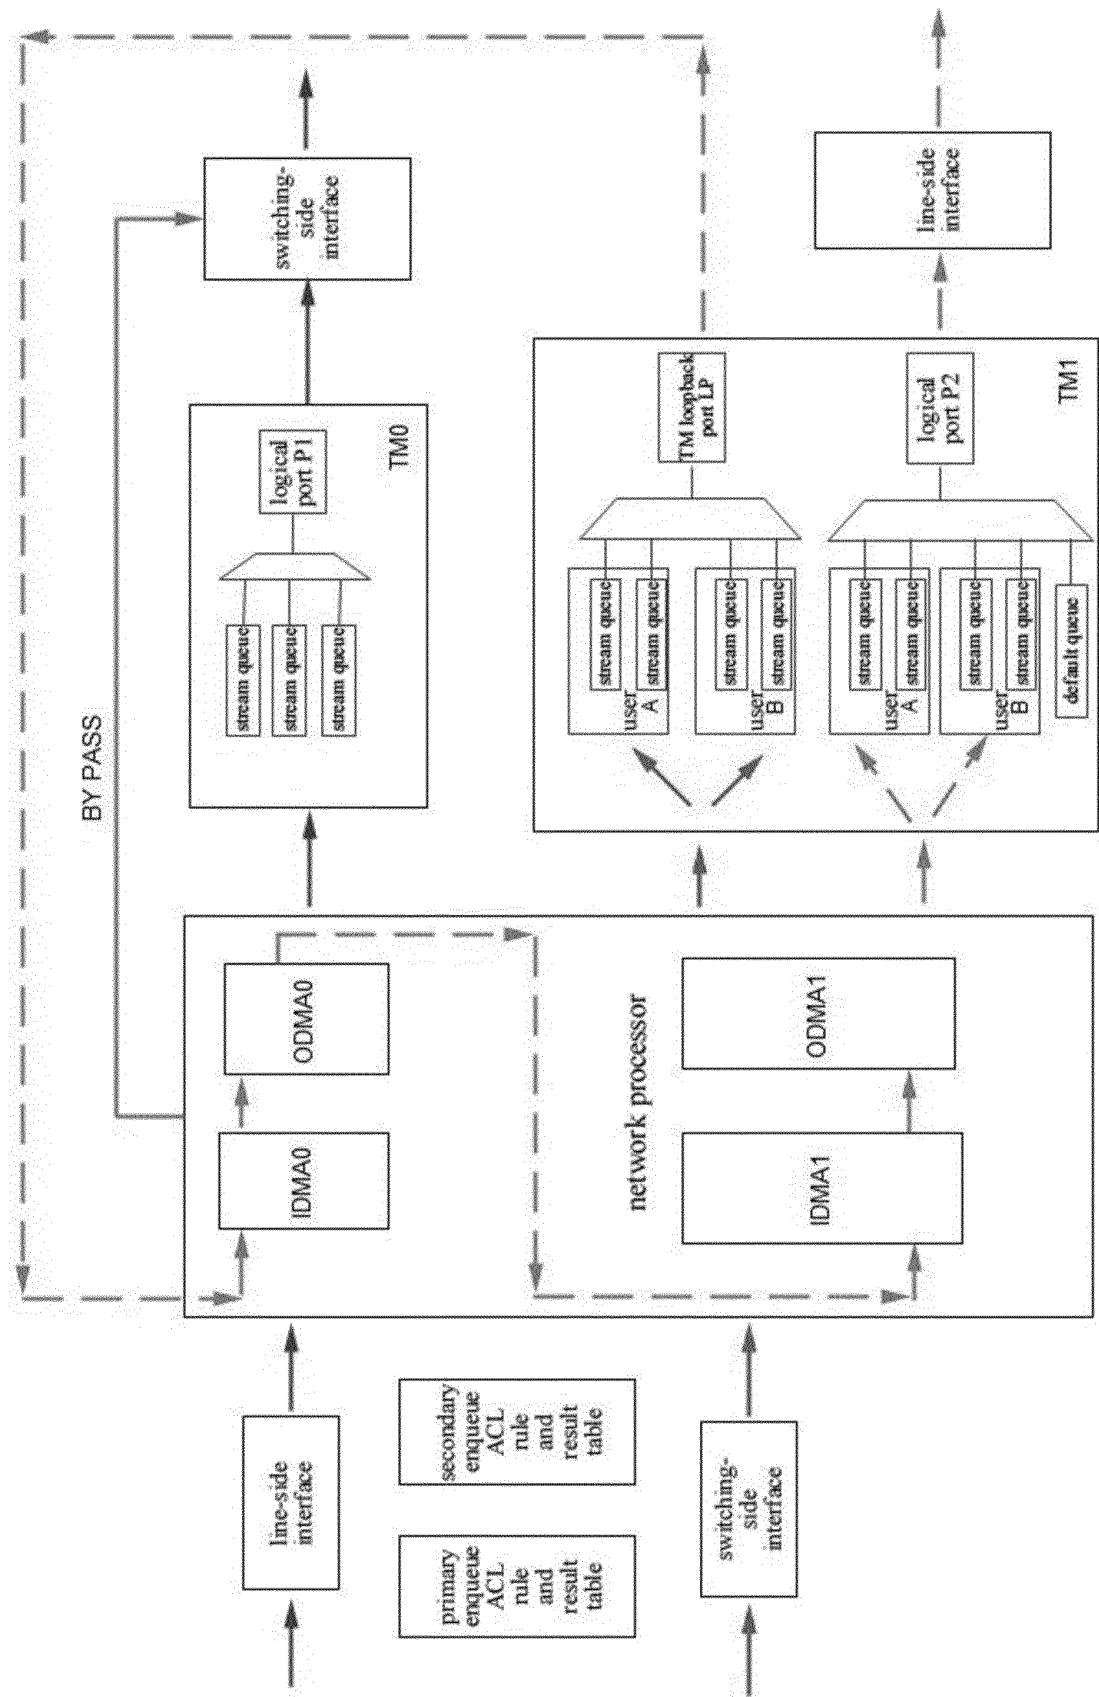 line-side
interface
primary
enqueue
ACL
rule
and
result
table
secondary
enqueue
ACL
rule
and
result
table
switching-
side
interface
IDMA0
ODMA0
network processor
IDMA1
ODMA1
BY PASS
stream queue
stream queue
stream queue
logical
port P1
TM0
switching-
side
interface
stream queue
stream queue
user
A
stream queue
stream queue
user
B
TM loopback
port LP
stream queue
stream queue
user
A
stream queue
stream queue
user
B
default queue
logical
port P2
TM1
line-side
interface